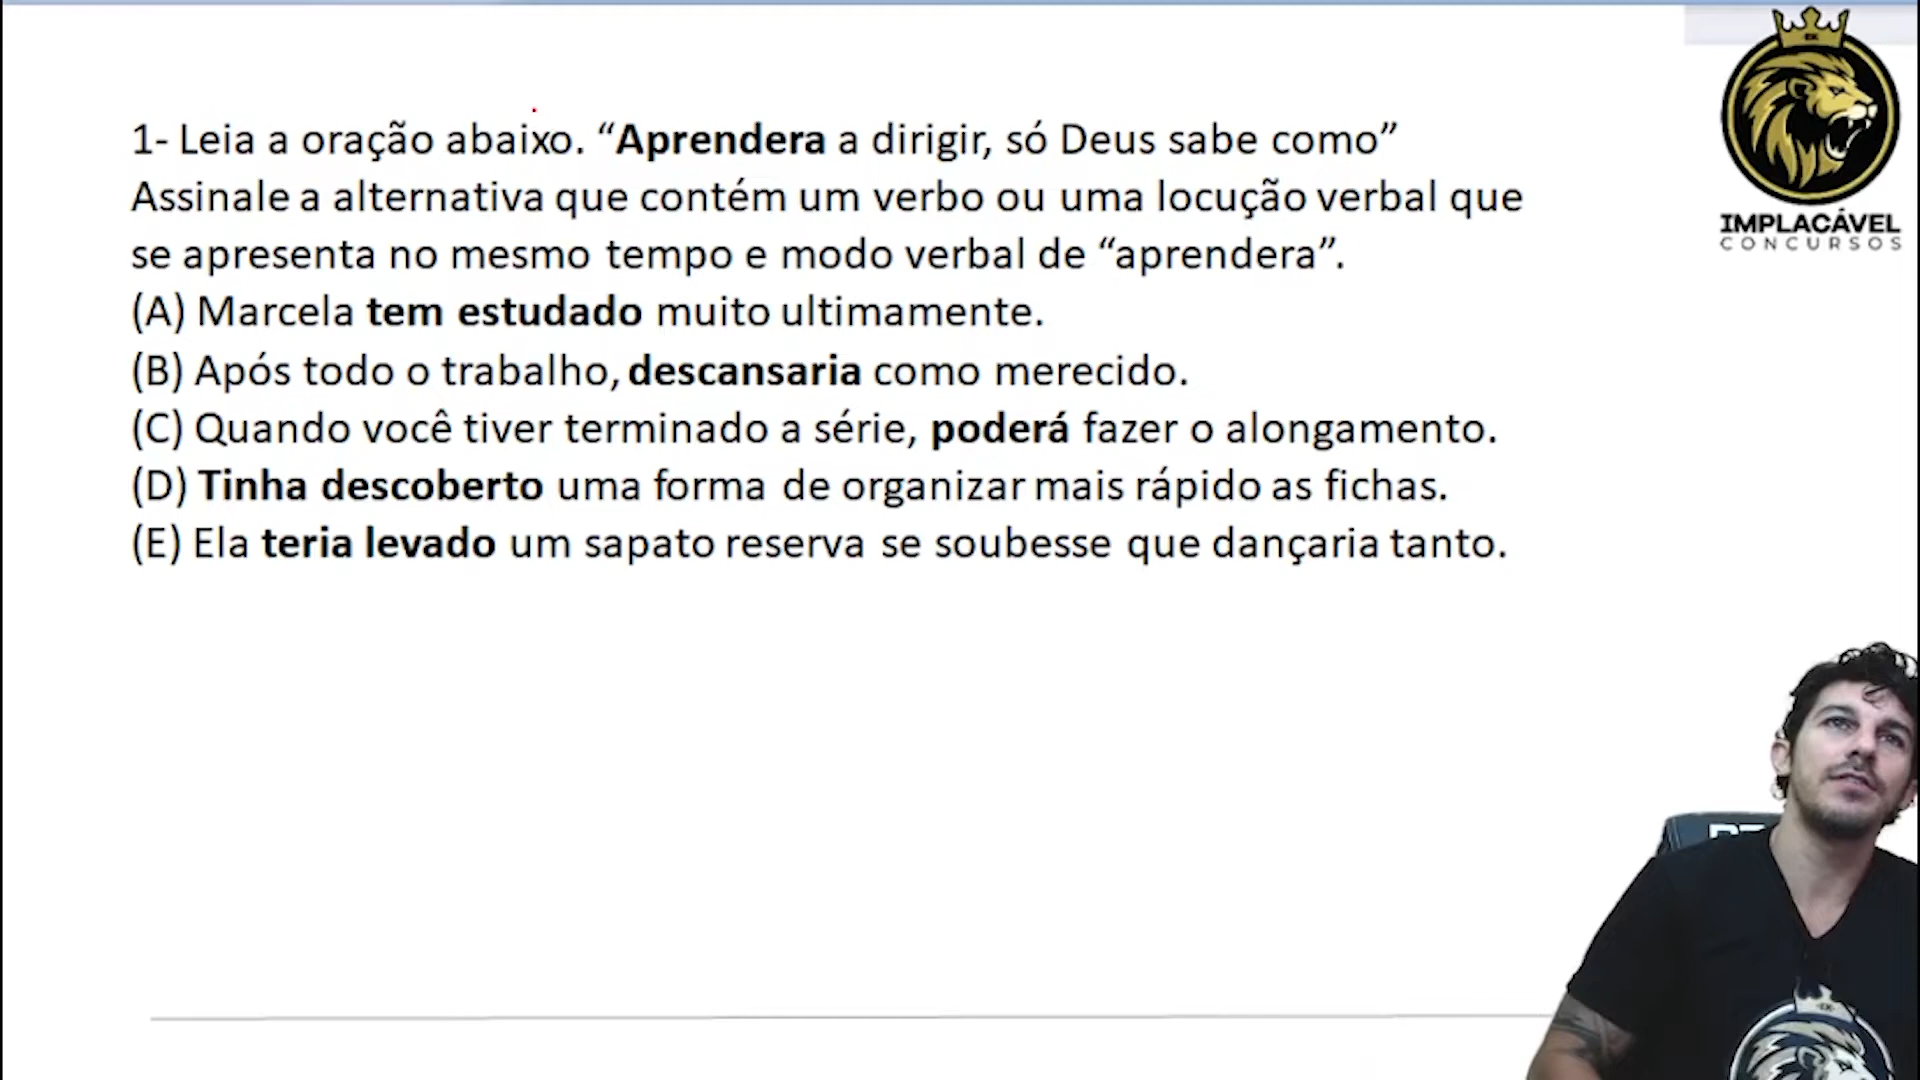 1- Leia a oração abaixo. “Aprendera a dirigir, só Deus sabe como”
Assinale a alternativa que contém um verbo ou uma locução verbal que
se apresenta no mesmo tempo e modo verbal de “aprendera”.
(A) Marcela tem estudado muito ultimamente.
(B) Após todo o trabalho, descansaria como merecido.
(C) Quando você tiver terminado a série, poderá fazer o alongamento.
(D) Tinha descoberto uma forma de organizar mais rápido as fichas.
(E) Ela teria levado um sapato reserva se soubesse que dançaria tanto.
IMPLACÁVEL
CONCURSOS